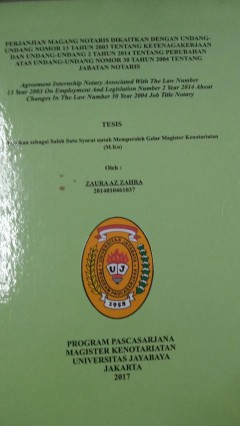 PERJANJIAN MAGANG NOTARIS DIKAITKAN DENGAN UNDANG-
UNDANG NOMOR 13 TAHUN 2003 TENTANG KETENAGAKERJAAN
DAN UNDANG-UNDANG 2 TAHUN 2014 TENTANG PERUBAHAN
ATAS UNDANG-UNDANG NOMOR 30 TAHUN 2004 TENTANG
JABATAN NOTARIS
Agreement Internship Notary Associated With The Law Number
13 Year 2003 On Employment And Legislation Number 2 Year 2014 About
Changes In The Law Number 30 Year 2004 Job Title Notary
TESIS
sebagai Salah Satu Syarat untuk Memperoleh Gelar Magister Kenotariatan
(M.Kn)
Oleh :
ZAURA AZ ZAHRA
2014010461037
UJ
1958
PROGRAM PASCASARJANA
MAGISTER KENOTARIATAN
UNIVERSITAS JAYABAYA
JAKARTA
2017